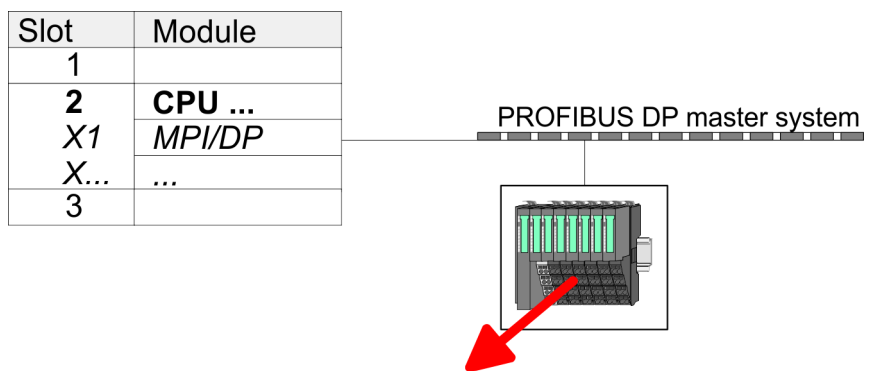 Slot Module
1
2 CPU ...
X1 MPI/DP
X... ...
3
PROFIBUS DP master system